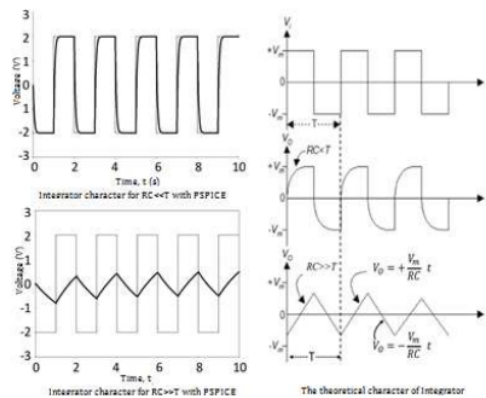 3
2
1
0
-1
-2
-3
Voltage (V)
0 2 4 6 8 10
Time, t (s)
Integrator character for RC<<T with PSPICE
3
2
1
0
-1
-2
-3
Voltage (V)
0 2 4 6 8 10
Time, t
Integrator character for RC>>T with PSPICE
Vi
+Vm
0
-Vm
T
VO
+Vm
RC<T
0
-Vm
VO
+Vm
RC>>T
VO = + Vm/RC t
0
-Vm
T
VO = − Vm/RC t
The theoretical character of Integrator